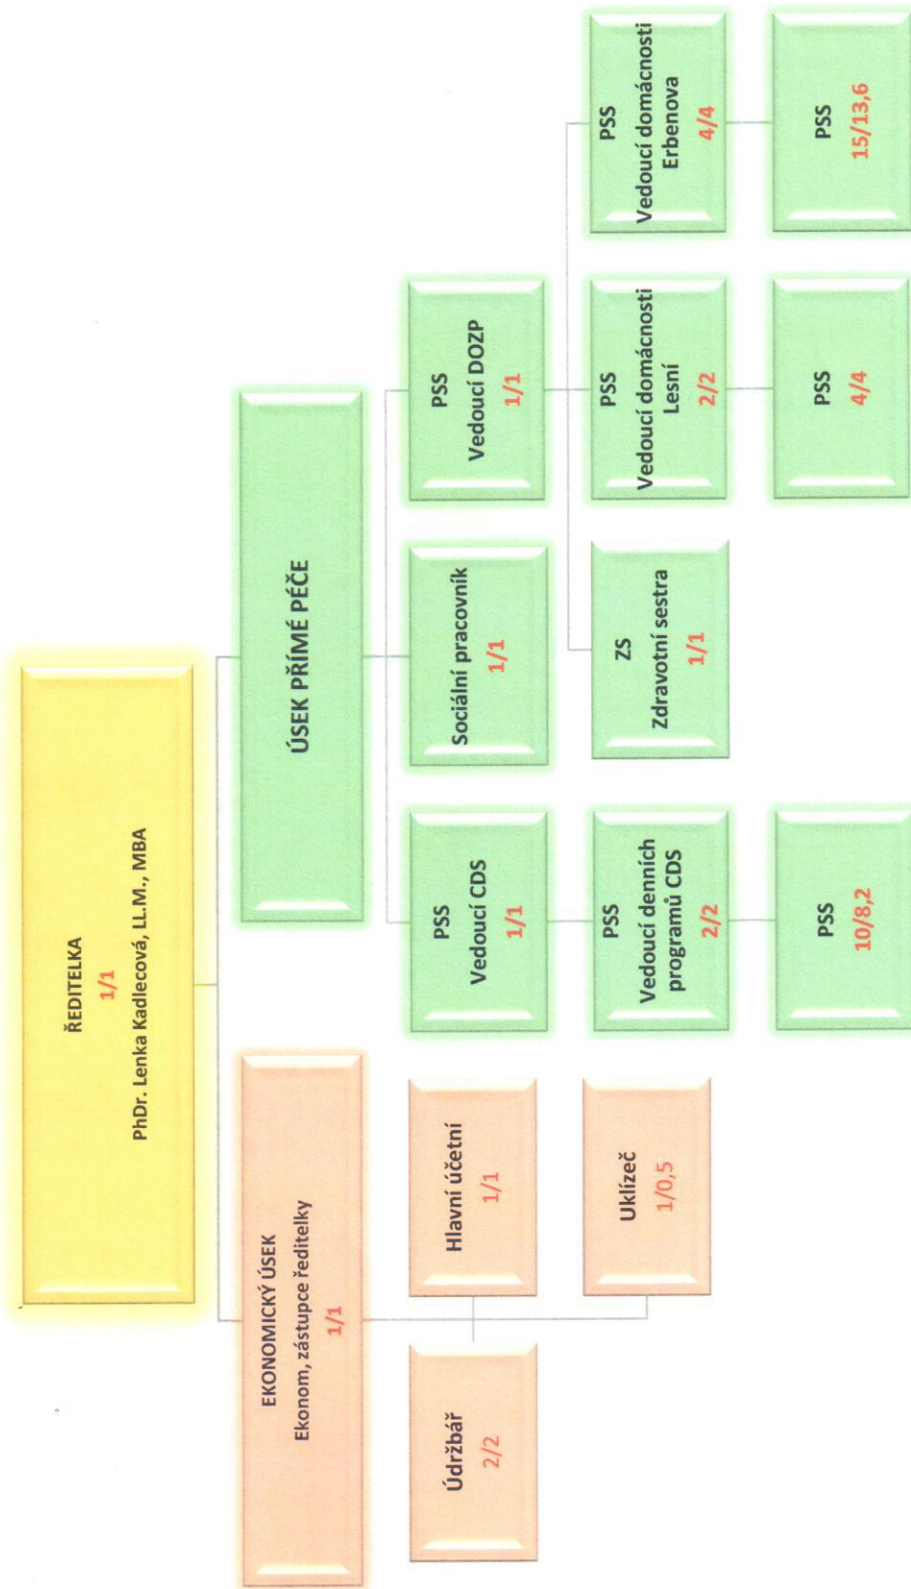 ŘEDITELKA
1/1
PhDr. Lenka Kadlecová, LL.M., MBA
EKONOMICKÝ ÚSEK
Ekonom, zástupce ředitelky
1/1
ÚSEK PŘÍMÉ PÉČE
Údržbář
2/2
Hlavní účetní
1/1
Uklízeč
1/0,5
PSS
Vedoucí CDS
1/1
Sociální pracovník
1/1
PSS
Vedoucí DOZP
1/1
PSS
Vedoucí denních
programů CDS
2/2
ZS
Zdravotní sestra
1/1
PSS
Vedoucí domácnosti
Lesní
2/2
PSS
Vedoucí domácnosti
Erbenova
4/4
PSS
10/8,2
PSS
4/4
PSS
15/13,6